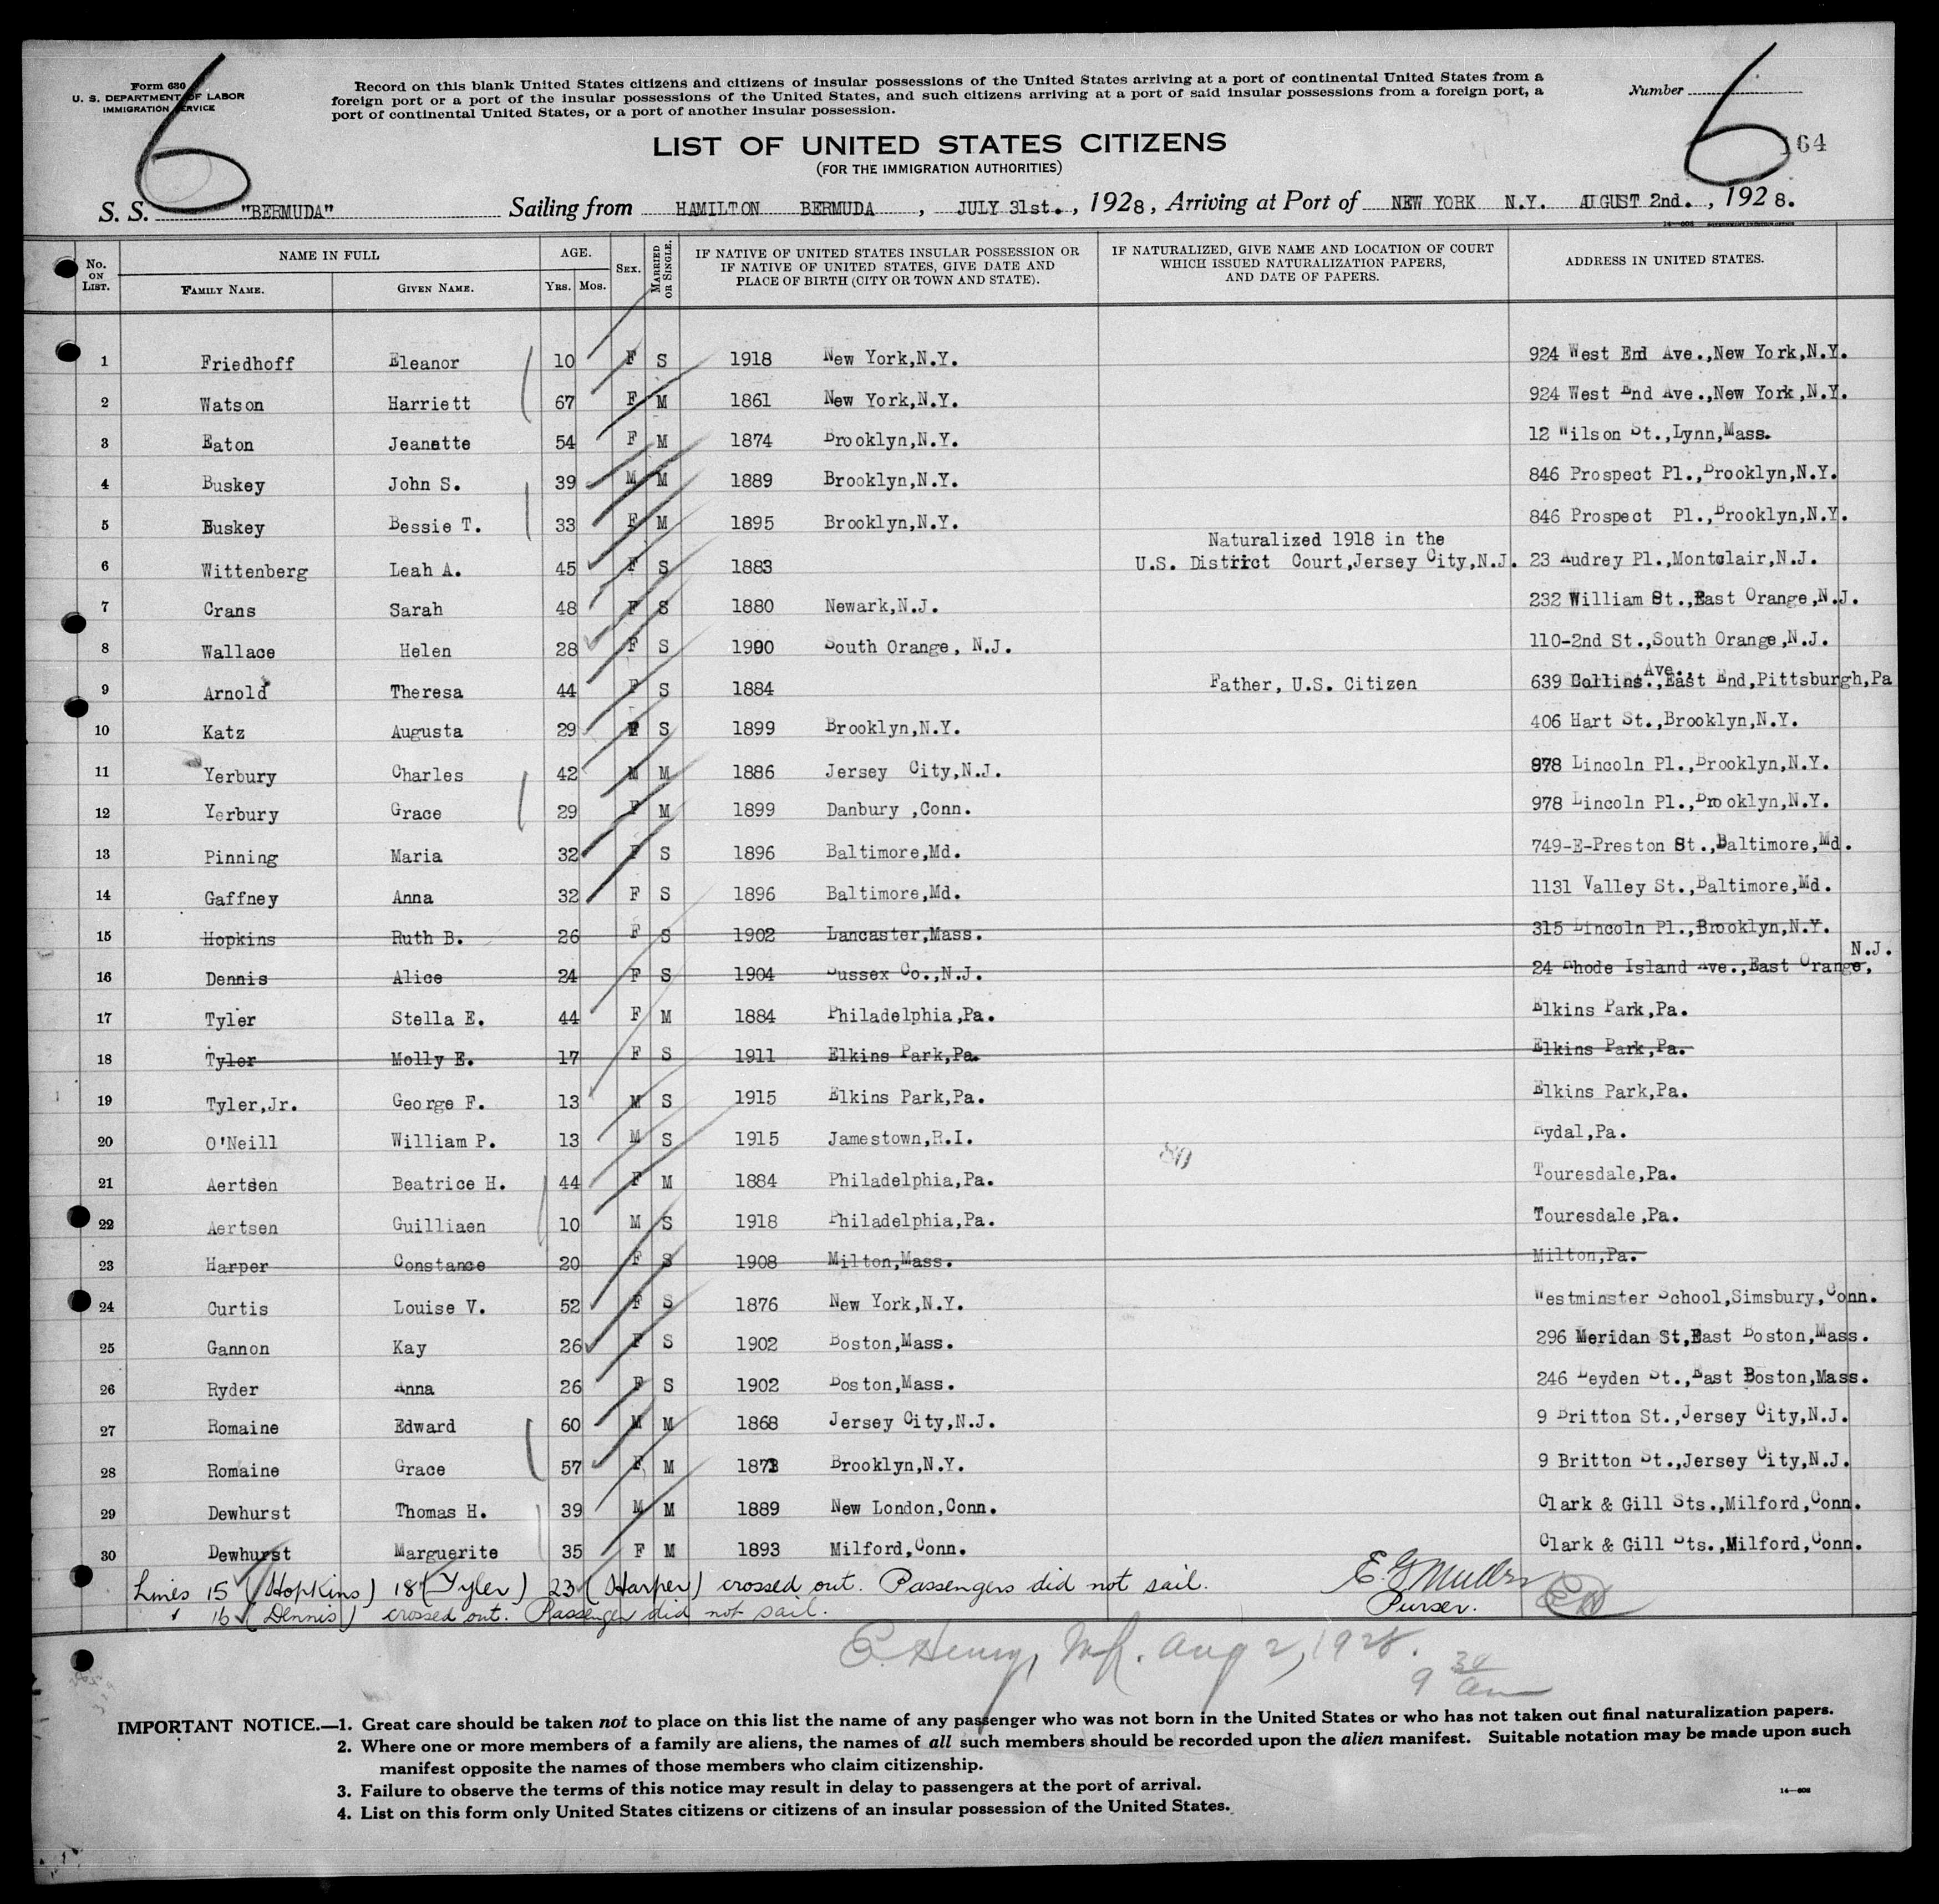 Form 630
U. S. DEPARTMENT OF LABOR
IMMIGRATION SERVICE
Record on this blank United States citizens and citizens of insular possessions of the United States arriving at a port of continental United States from a
foreign port or a port of the insular possessions of the United States, and such citizens arriving at a port of said insular possessions from a foreign port, a
port of continental United States, or a port of another insular possession.
Number
6
6
164
LIST OF UNITED STATES CITIZENS
(FOR THE IMMIGRATION AUTHORITIES)
S. S. "BERMUDA" Sailing from HAMILTON BERMUDA , JULY 31st. , 1928, Arriving at Port of NEW YORK N.Y. AUGUST 2nd. , 1928.
No. ON LIST. NAME IN FULL FAMILY NAME. GIVEN NAME. AGE. YRS. MOS. SEX. MARRIED OR SINGLE. IF NATIVE OF UNITED STATES INSULAR POSSESSION OR IF NATIVE OF UNITED STATES, GIVE DATE AND PLACE OF BIRTH (CITY OR TOWN AND STATE). IF NATURALIZED, GIVE NAME AND LOCATION OF COURT WHICH ISSUED NATURALIZATION PAPERS, AND DATE OF PAPERS. ADDRESS IN UNITED STATES.
1 Friedhoff Eleanor 10 F S 1918 New York,N.Y. 924 West End Ave.,New York,N.Y.
2 Watson Harriett 67 F M 1861 New York,N.Y. 924 West End Ave.,New York,N.Y.
3 Eaton Jeanette 54 F M 1874 Brooklyn,N.Y. 12 Wilson St.,Lynn,Mass.
4 Buskey John S. 39 M M 1889 Brooklyn,N.Y. 846 Prospect Pl.,Brooklyn,N.Y.
5 Buskey Bessie T. 33 F M 1895 Brooklyn,N.Y. 846 Prospect Pl.,Brooklyn,N.Y.
Naturalized 1918 in the
6 Wittenberg Leah A. 45 F S 1883 U.S. District Court,Jersey City,N.J. 23 Audrey Pl.,Montclair,N.J.
7 Crans Sarah 48 F S 1880 Newark,N.J. 232 William St.,East Orange,N.J.
8 Wallace Helen 28 F S 1900 South Orange, N.J. 110-2nd St.,South Orange,N.J.
9 Arnold Theresa 44 F S 1884 Father, U.S. Citizen 639 Collins Ave.,East End,Pittsburgh,Pa
10 Katz Augusta 29 F S 1899 Brooklyn,N.Y. 406 Hart St.,Brooklyn,N.Y.
11 Yerbury Charles 42 M M 1886 Jersey City,N.J. 978 Lincoln Pl.,Brooklyn,N.Y.
12 Yerbury Grace 29 F M 1899 Danbury ,Conn. 978 Lincoln Pl.,Brooklyn,N.Y.
13 Pinning Maria 32 F S 1896 Baltimore,Md. 749-E-Preston St.,Baltimore,Md.
14 Gaffney Anna 32 F S 1896 Baltimore,Md. 1131 Valley St.,Baltimore,Md.
15 Hopkins Ruth B. 26 F S 1902 Lancaster,Mass. 315 Lincoln Pl.,Brooklyn,N.Y.
16 Dennis Alice 24 F S 1904 Sussex Co.,N.J. 24 Rhode Island Ave.,East Orange, N.J.
17 Tyler Stella E. 44 F M 1884 Philadelphia,Pa. Elkins Park,Pa.
18 Tyler Molly E. 17 F S 1911 Elkins Park,Pa. Elkins Park,Pa.
19 Tyler,Jr. George F. 13 M S 1915 Elkins Park,Pa. Elkins Park,Pa.
20 O'Neill William P. 13 M S 1915 Jamestown,R.I. Rydal,Pa.
21 Aertsen Beatrice H. 44 F M 1884 Philadelphia,Pa. Touresdale,Pa.
22 Aertsen Guilliaen 10 M S 1918 Philadelphia,Pa. Touresdale,Pa.
23 Harper Constance 20 F S 1908 Milton,Mass. Milton,Pa.
24 Curtis Louise V. 52 F S 1876 New York,N.Y. Westminster School,Simsbury,Conn.
25 Gannon Kay 26 F S 1902 Boston,Mass. 296 Meridan St,East Boston,Mass.
26 Ryder Anna 26 F S 1902 Boston,Mass. 246 Leyden St.,East Boston,Mass.
27 Romaine Edward 60 M M 1868 Jersey City,N.J. 9 Britton St.,Jersey City,N.J.
28 Romaine Grace 57 F M 1871 Brooklyn,N.Y. 9 Britton St.,Jersey City,N.J.
29 Dewhurst Thomas H. 39 M M 1889 New London,Conn. Clark & Gill Sts.,Milford,Conn.
30 Dewhurst Marguerite 35 F M 1893 Milford,Conn. Clark & Gill Sts.,Milford,Conn.
Lines 15 (Hopkins) 18 (Tyler) 23 (Harper) crossed out. Passengers did not sail.
16 (Dennis) crossed out. Passenger did not sail.
Purser.
E. Henry, Aug 2, 1928.
9 30 am
IMPORTANT NOTICE.—1. Great care should be taken not to place on this list the name of any passenger who was not born in the United States or who has not taken out final naturalization papers.
2. Where one or more members of a family are aliens, the names of all such members should be recorded upon the alien manifest. Suitable notation may be made upon such
manifest opposite the names of those members who claim citizenship.
3. Failure to observe the terms of this notice may result in delay to passengers at the port of arrival.
4. List on this form only United States citizens or citizens of an insular possession of the United States.
14—608